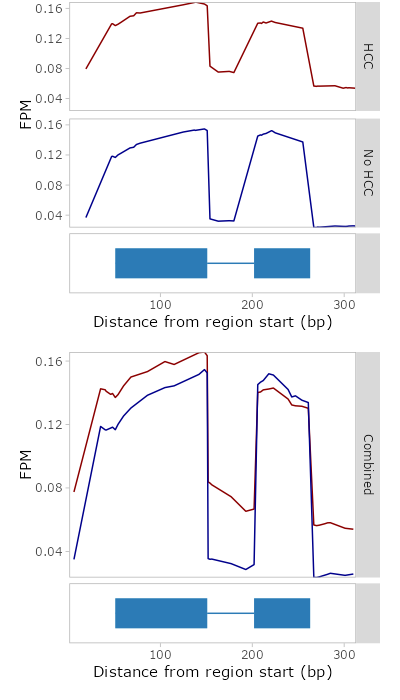 0.16
0.12
0.08
0.04
HCC
FPM
0.16
0.12
0.08
0.04
No HCC
100 200 300
Distance from region start (bp)
0.16
0.12
0.08
0.04
FPM
Combined
100 200 300
Distance from region start (bp)